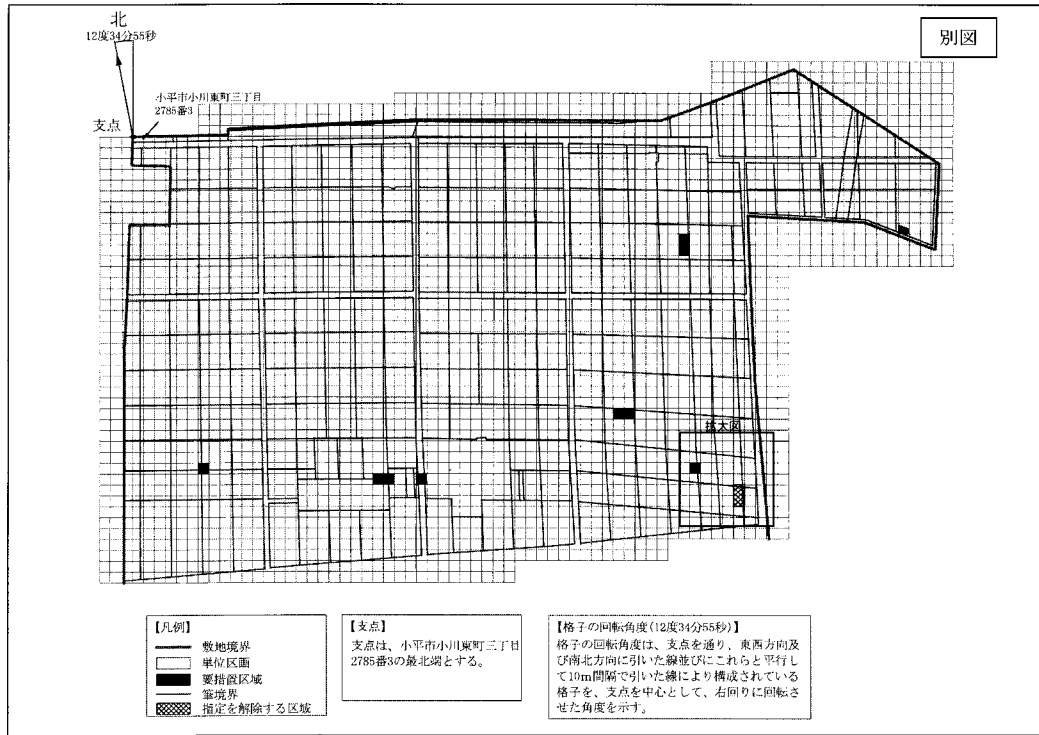 別図
北
12度34分55秒
小平市小川東町三丁目
2785番3
支点
拡大図
【凡例】
敷地境界
単位区画
要措置区域
筆境界
指定を解除する区域
【支点】
支点は、小平市小川東町三丁目
2785番3の最北端とする。
【格子の回転角度(12度34分55秒)】
格子の回転角度は、支点を通り、東西方向及
び南北方向に引いた線並びにこれらと平行し
て10m間隔で引いた線により構成されている
格子を、支点を中心として、右回りに回転さ
せた角度を示す。